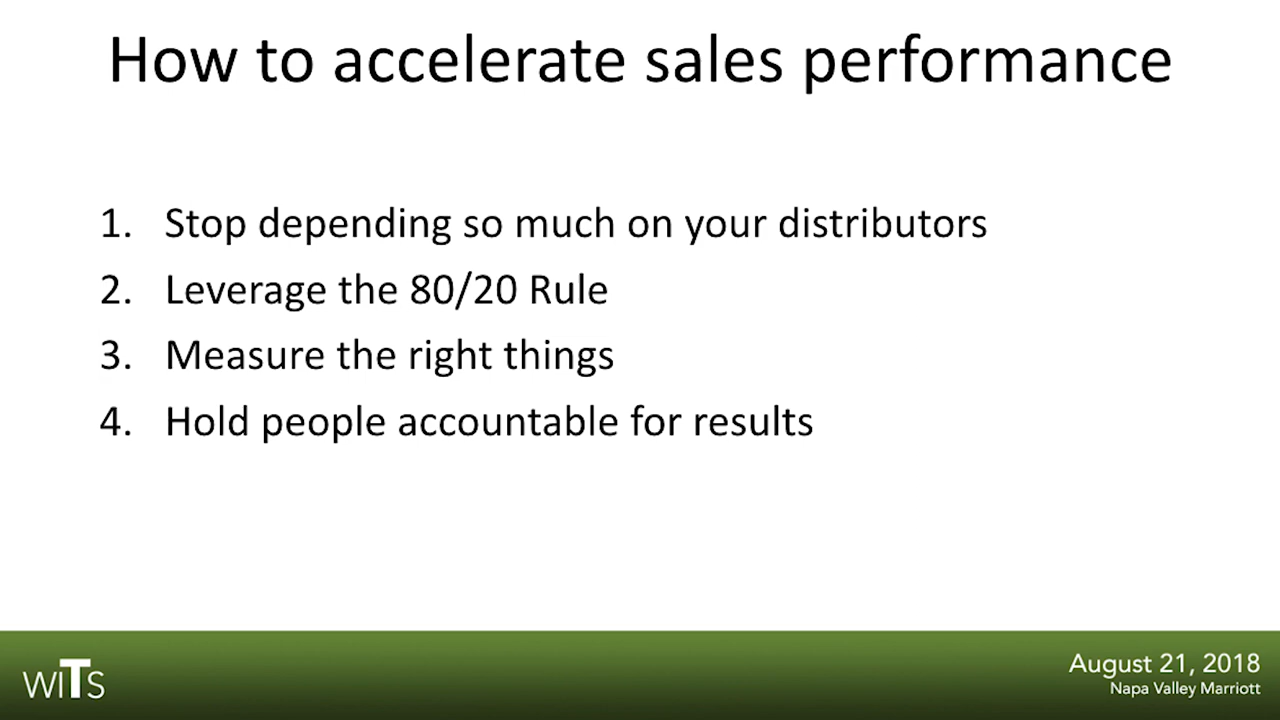 How to accelerate sales performance
1. Stop depending so much on your distributors
2. Leverage the 80/20 Rule
3. Measure the right things
4. Hold people accountable for results
WITS
August 21, 2018
Napa Valley Marriott